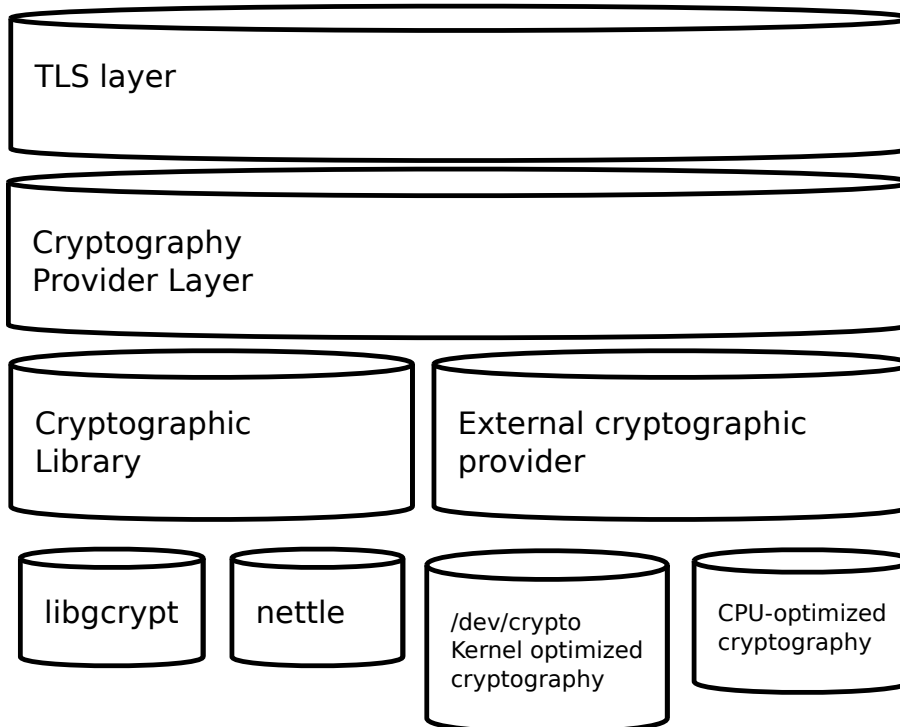 TLS layer
Cryptography
Provider Layer
Cryptographic
Library
External cryptographic
provider
libgcrypt
nettle
/dev/crypto
Kernel optimized
cryptography
CPU-optimized
cryptography